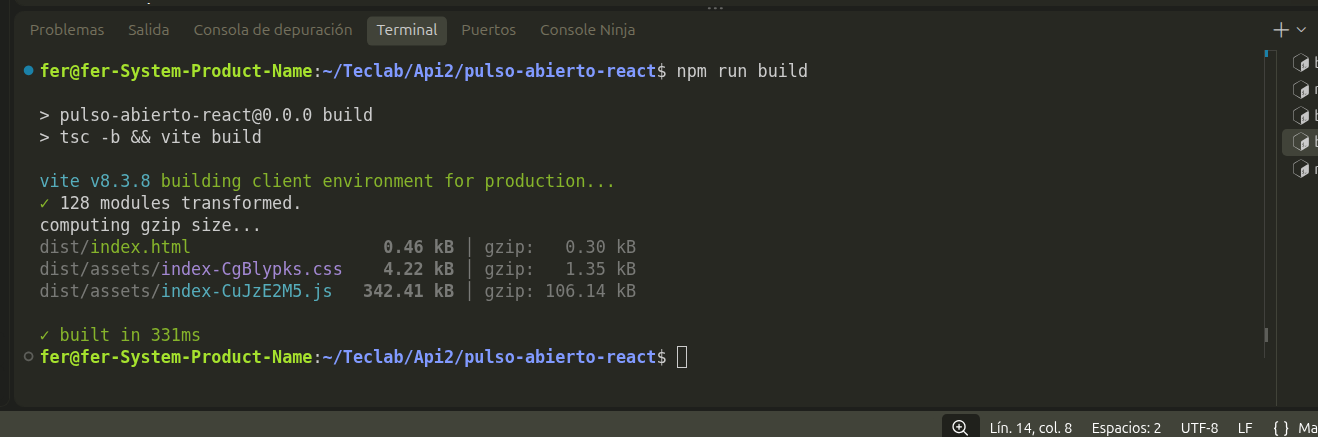 Problemas Salida Consola de depuración Terminal Puertos Console Ninja
fer@fer-System-Product-Name:~/Teclab/Api2/pulso-abierto-react$ npm run build
> pulso-abierto-react@0.0.0 build
> tsc -b && vite build
vite v8.3.8 building client environment for production...
✓ 128 modules transformed.
computing gzip size...
dist/index.html 0.46 kB │ gzip: 0.30 kB
dist/assets/index-CgBlypks.css 4.22 kB │ gzip: 1.35 kB
dist/assets/index-CuJzE2M5.js 342.41 kB │ gzip: 106.14 kB
✓ built in 331ms
fer@fer-System-Product-Name:~/Teclab/Api2/pulso-abierto-react$
Lín. 14, col. 8 Espacios: 2 UTF-8 LF { }